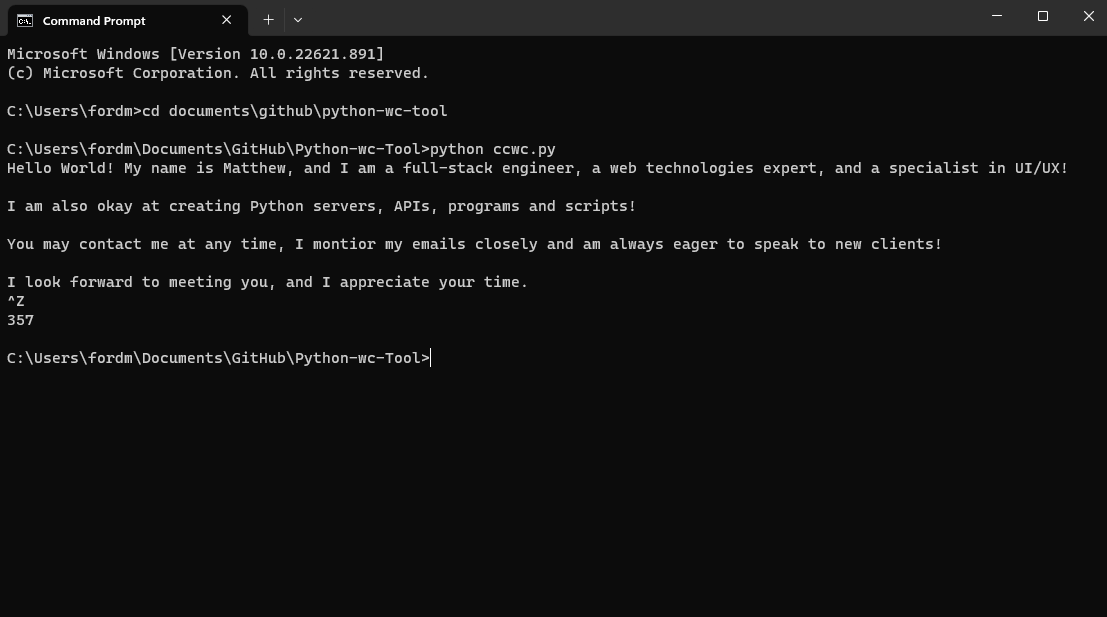 Command Prompt
Microsoft Windows [Version 10.0.22621.891]
(c) Microsoft Corporation. All rights reserved.
C:\Users\fordm>cd documents\github\python-wc-tool
C:\Users\fordm\Documents\GitHub\Python-wc-Tool>python ccwc.py
Hello World! My name is Matthew, and I am a full-stack engineer, a web technologies expert, and a specialist in UI/UX!
I am also okay at creating Python servers, APIs, programs and scripts!
You may contact me at any time, I montior my emails closely and am always eager to speak to new clients!
I look forward to meeting you, and I appreciate your time.
^Z
357
C:\Users\fordm\Documents\GitHub\Python-wc-Tool>